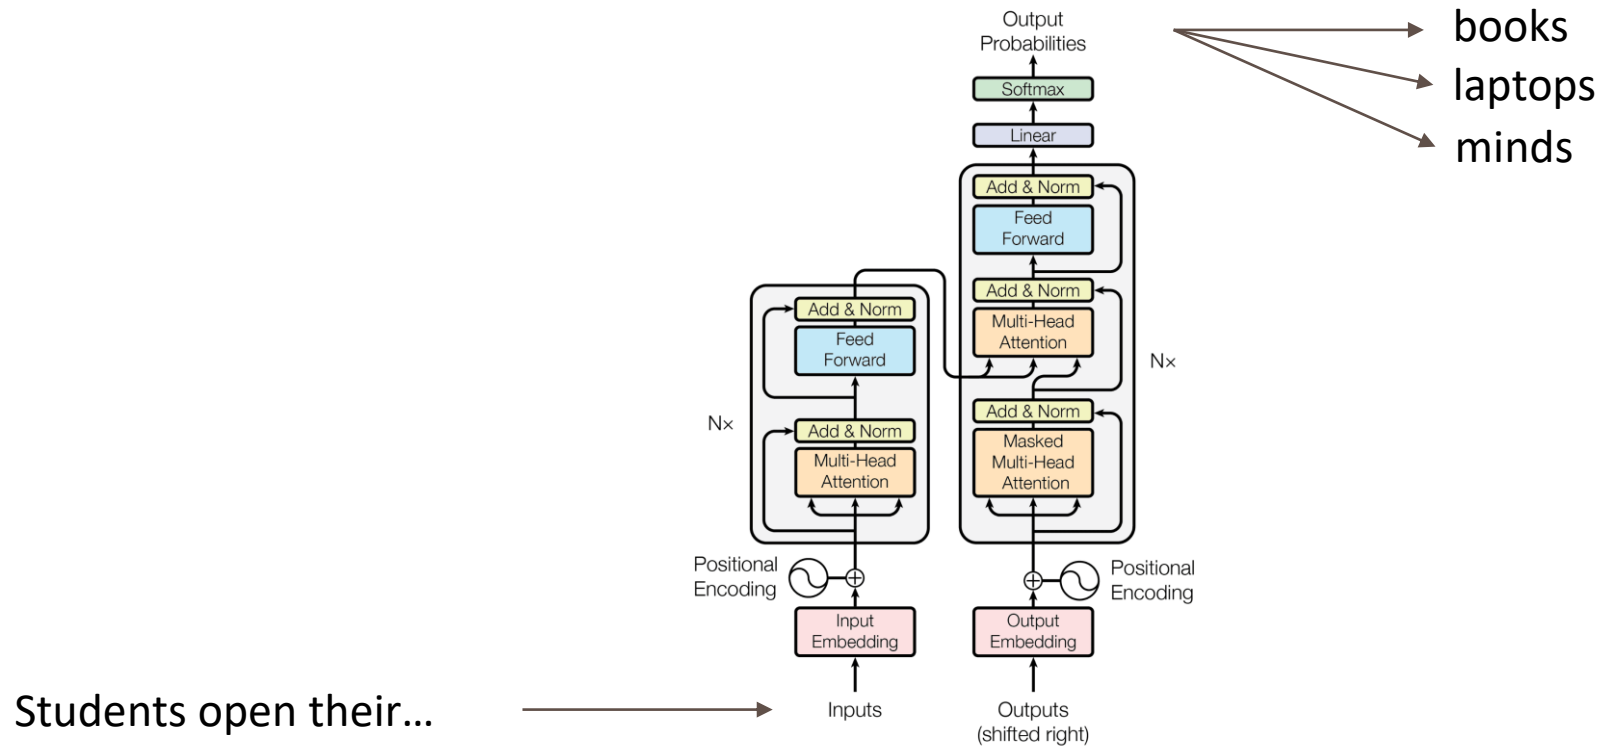 Output
Probabilities
books
laptops
minds
Softmax
Linear
Add & Norm
Feed
Forward
Add & Norm
Multi-Head
Attention
N×
Add & Norm
Masked
Multi-Head
Attention
Add & Norm
Feed
Forward
N×
Add & Norm
Multi-Head
Attention
Positional
Encoding
Positional
Encoding
Input
Embedding
Output
Embedding
Students open their…
Inputs
Outputs
(shifted right)